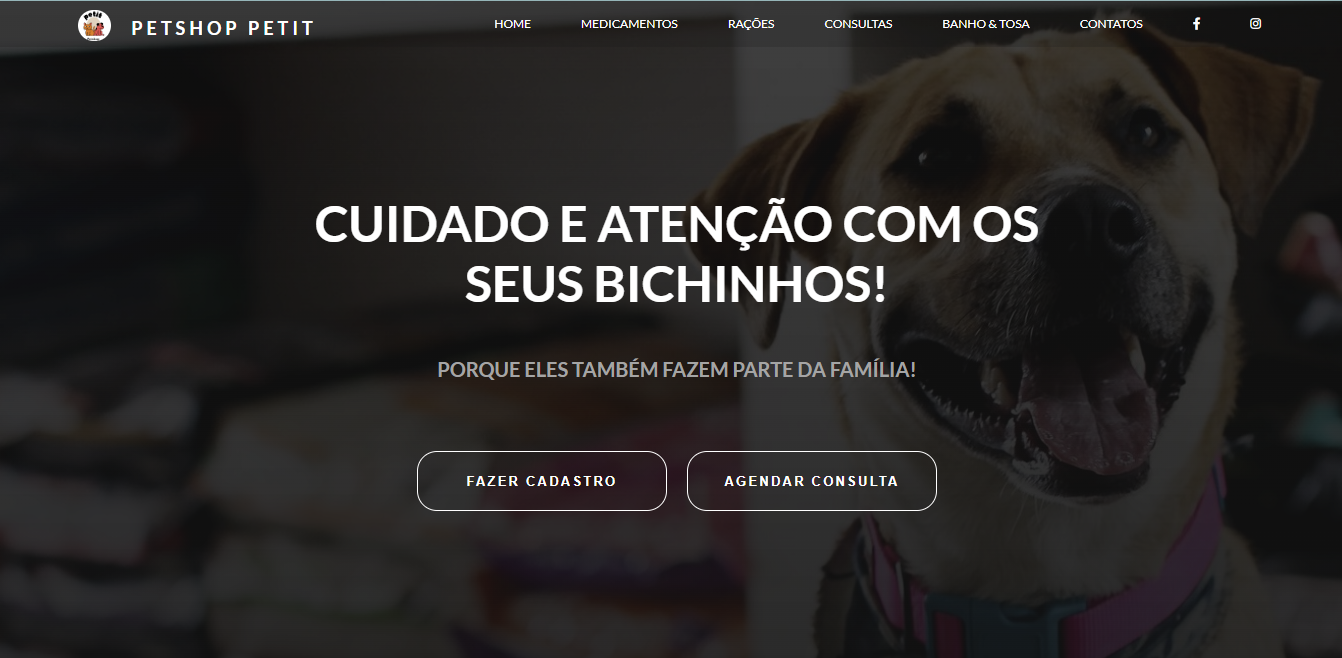 Petit
PETSHOP PETIT
HOME
MEDICAMENTOS
RAÇÕES
CONSULTAS
BANHO & TOSA
CONTATOS
CUIDADO E ATENÇÃO COM OS
SEUS BICHINHOS!
PORQUE ELES TAMBÉM FAZEM PARTE DA FAMÍLIA!
FAZER CADASTRO
AGENDAR CONSULTA